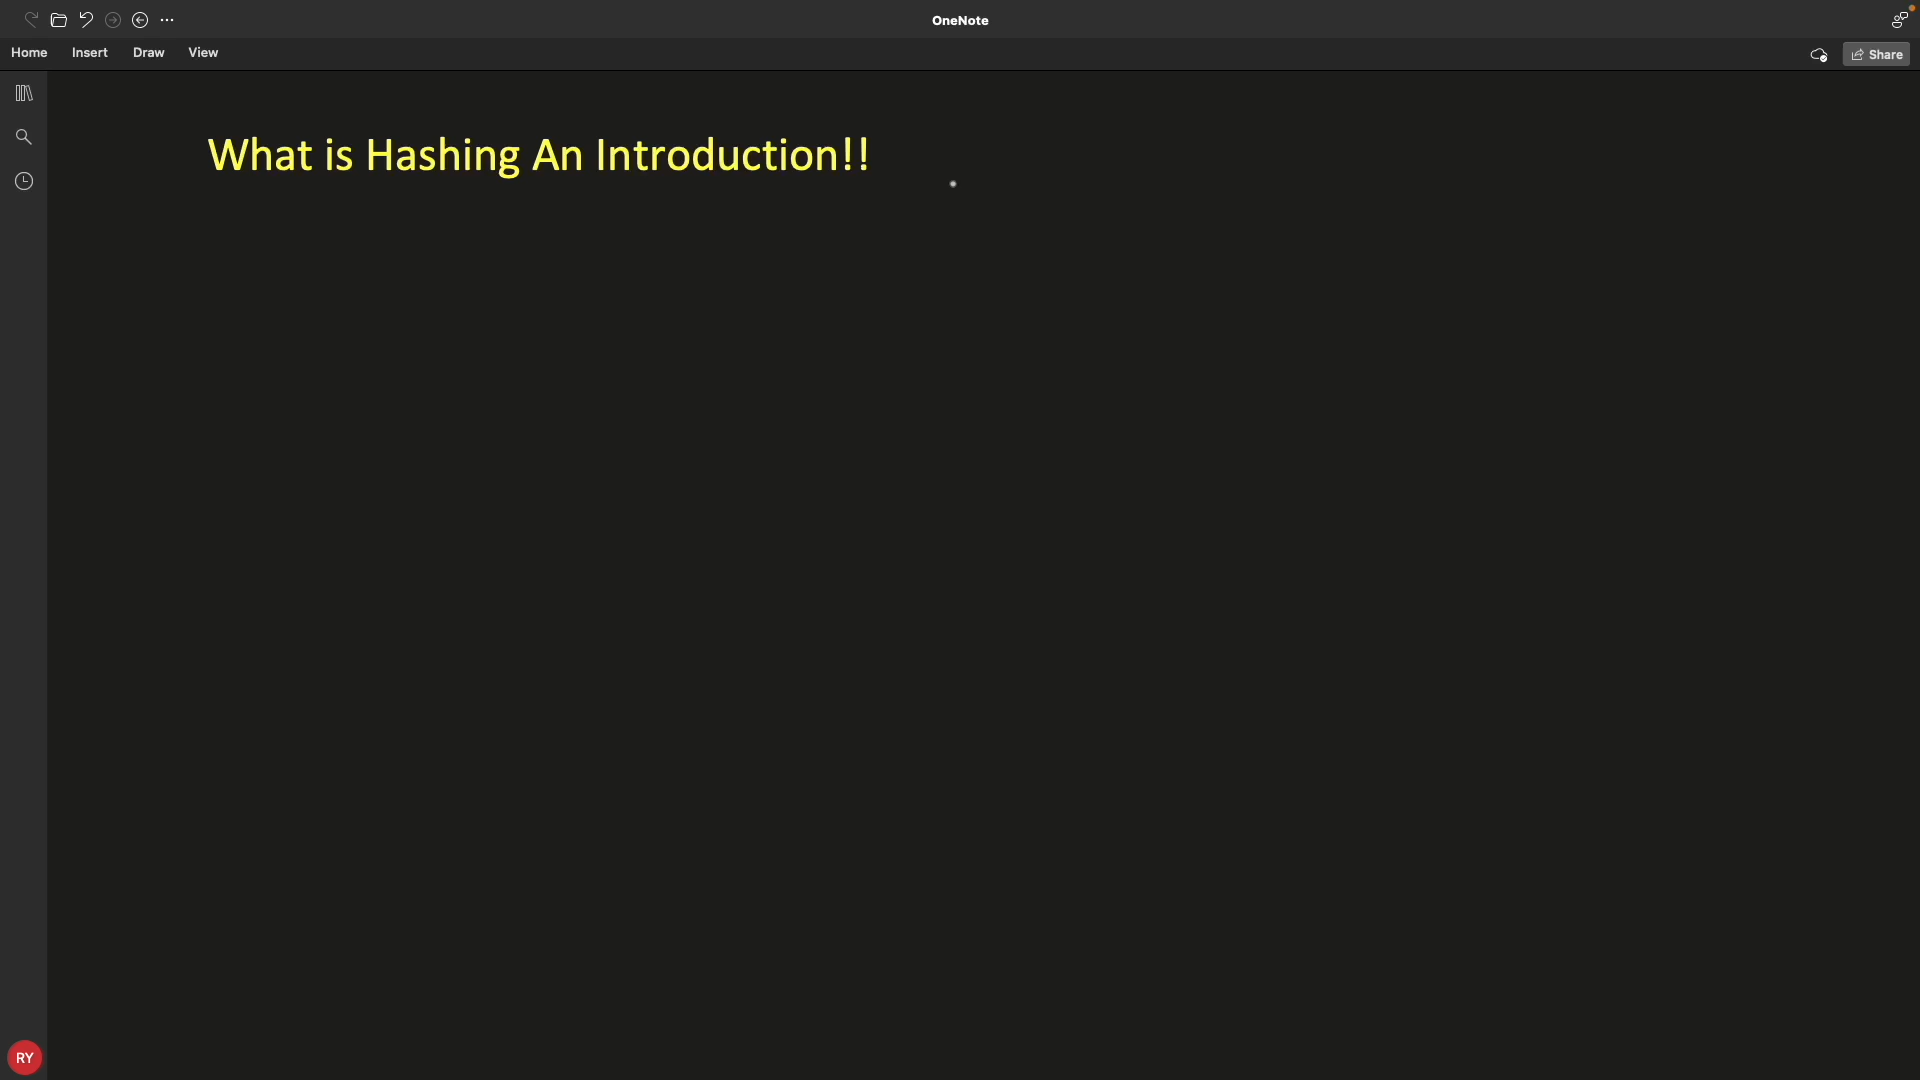 OneNote
Home Insert Draw View Share
What is Hashing An Introduction!!
RY